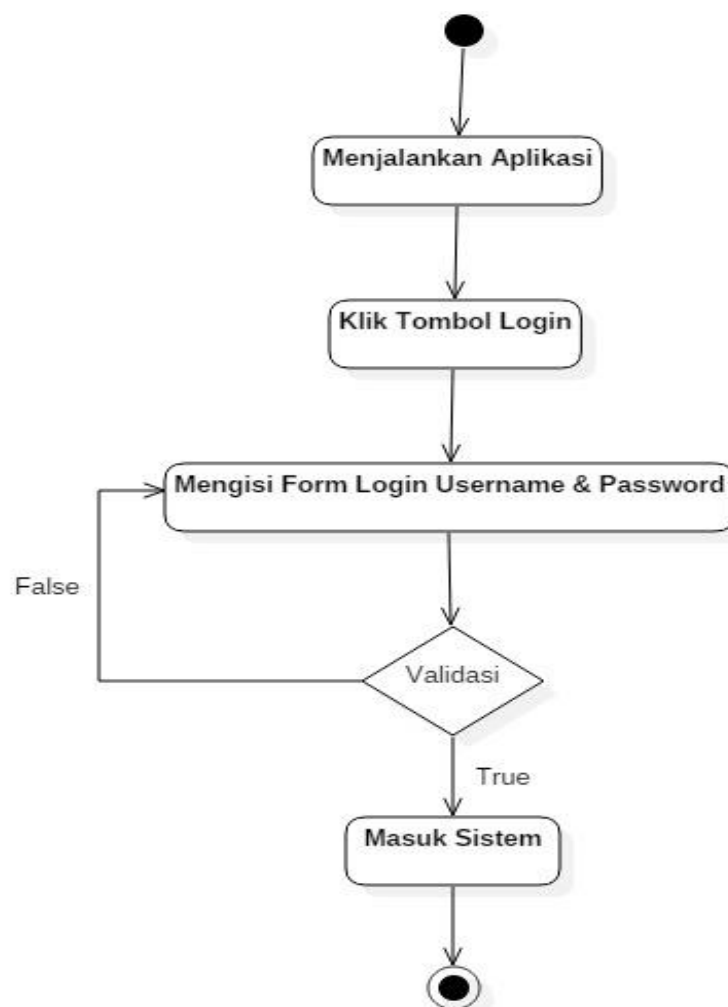 Menjalankan Aplikasi
Klik Tombol Login
Mengisi Form Login Username & Password
False
Validasi
True
Masuk Sistem